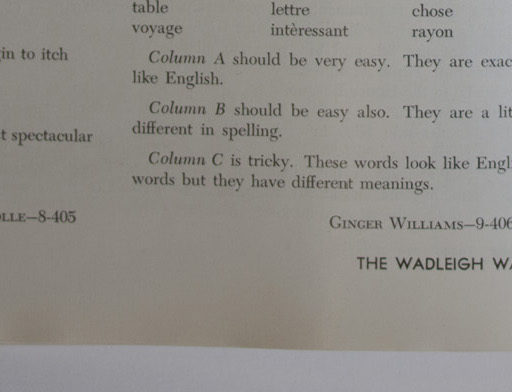 table lettre chose
voyage intèressant rayon
Column A should be very easy. They are exac
like English.
Column B should be easy also. They are a lit
different in spelling.
Column C is tricky. These words look like Engl
words but they have different meanings.
GINGER WILLIAMS—9-406
THE WADLEIGH WA
in to itch
t spectacular
LLE—8-405